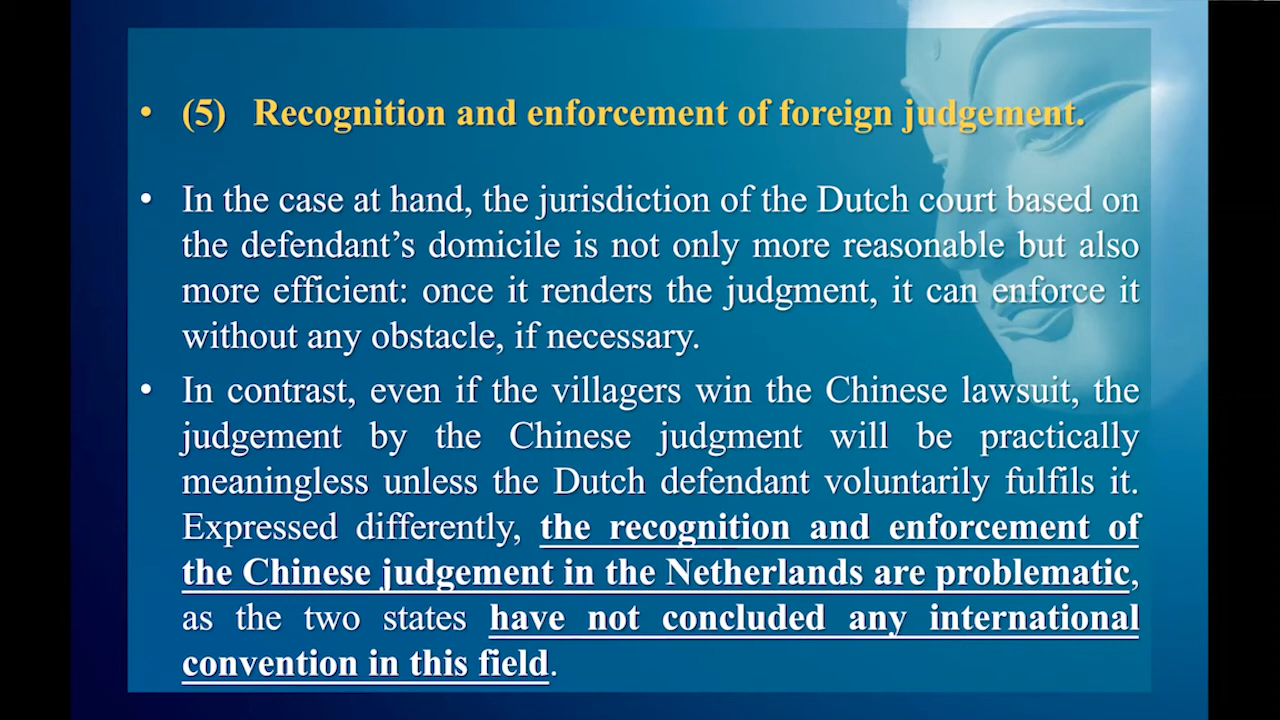 • (5) Recognition and enforcement of foreign judgement.
• In the case at hand, the jurisdiction of the Dutch court based on
the defendant’s domicile is not only more reasonable but also
more efficient: once it renders the judgment, it can enforce it
without any obstacle, if necessary.
• In contrast, even if the villagers win the Chinese lawsuit, the
judgement by the Chinese judgment will be practically
meaningless unless the Dutch defendant voluntarily fulfils it.
Expressed differently, the recognition and enforcement of
the Chinese judgement in the Netherlands are problematic,
as the two states have not concluded any international
convention in this field.